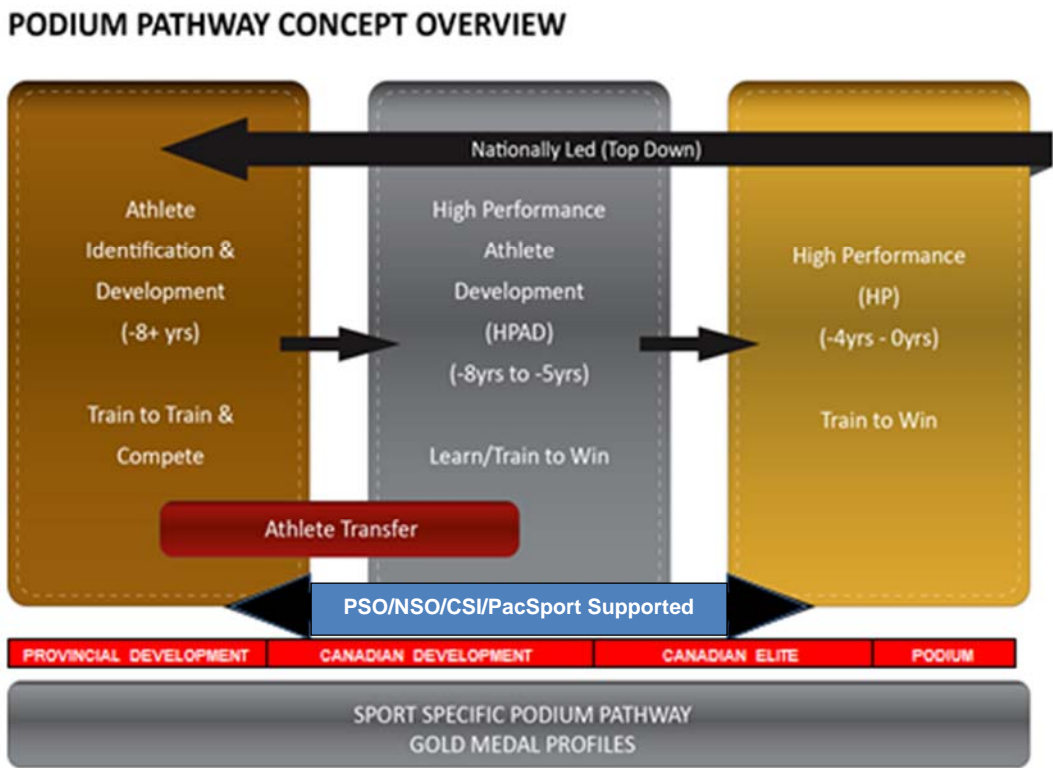 PODIUM PATHWAY CONCEPT OVERVIEW
Nationally Led (Top Down)
Athlete
Identification &
Development
(-8+ yrs)
Train to Train &
Compete
High Performance
Athlete
Development
(HPAD)
(-8yrs to -5yrs)
Learn/Train to Win
High Performance
(HP)
(-4yrs - 0yrs)
Train to Win
Athlete Transfer
PSO/NSO/CSI/PacSport Supported
PROVINCIAL DEVELOPMENT
CANADIAN DEVELOPMENT
CANADIAN ELITE
PODIUM
SPORT SPECIFIC PODIUM PATHWAY
GOLD MEDAL PROFILES